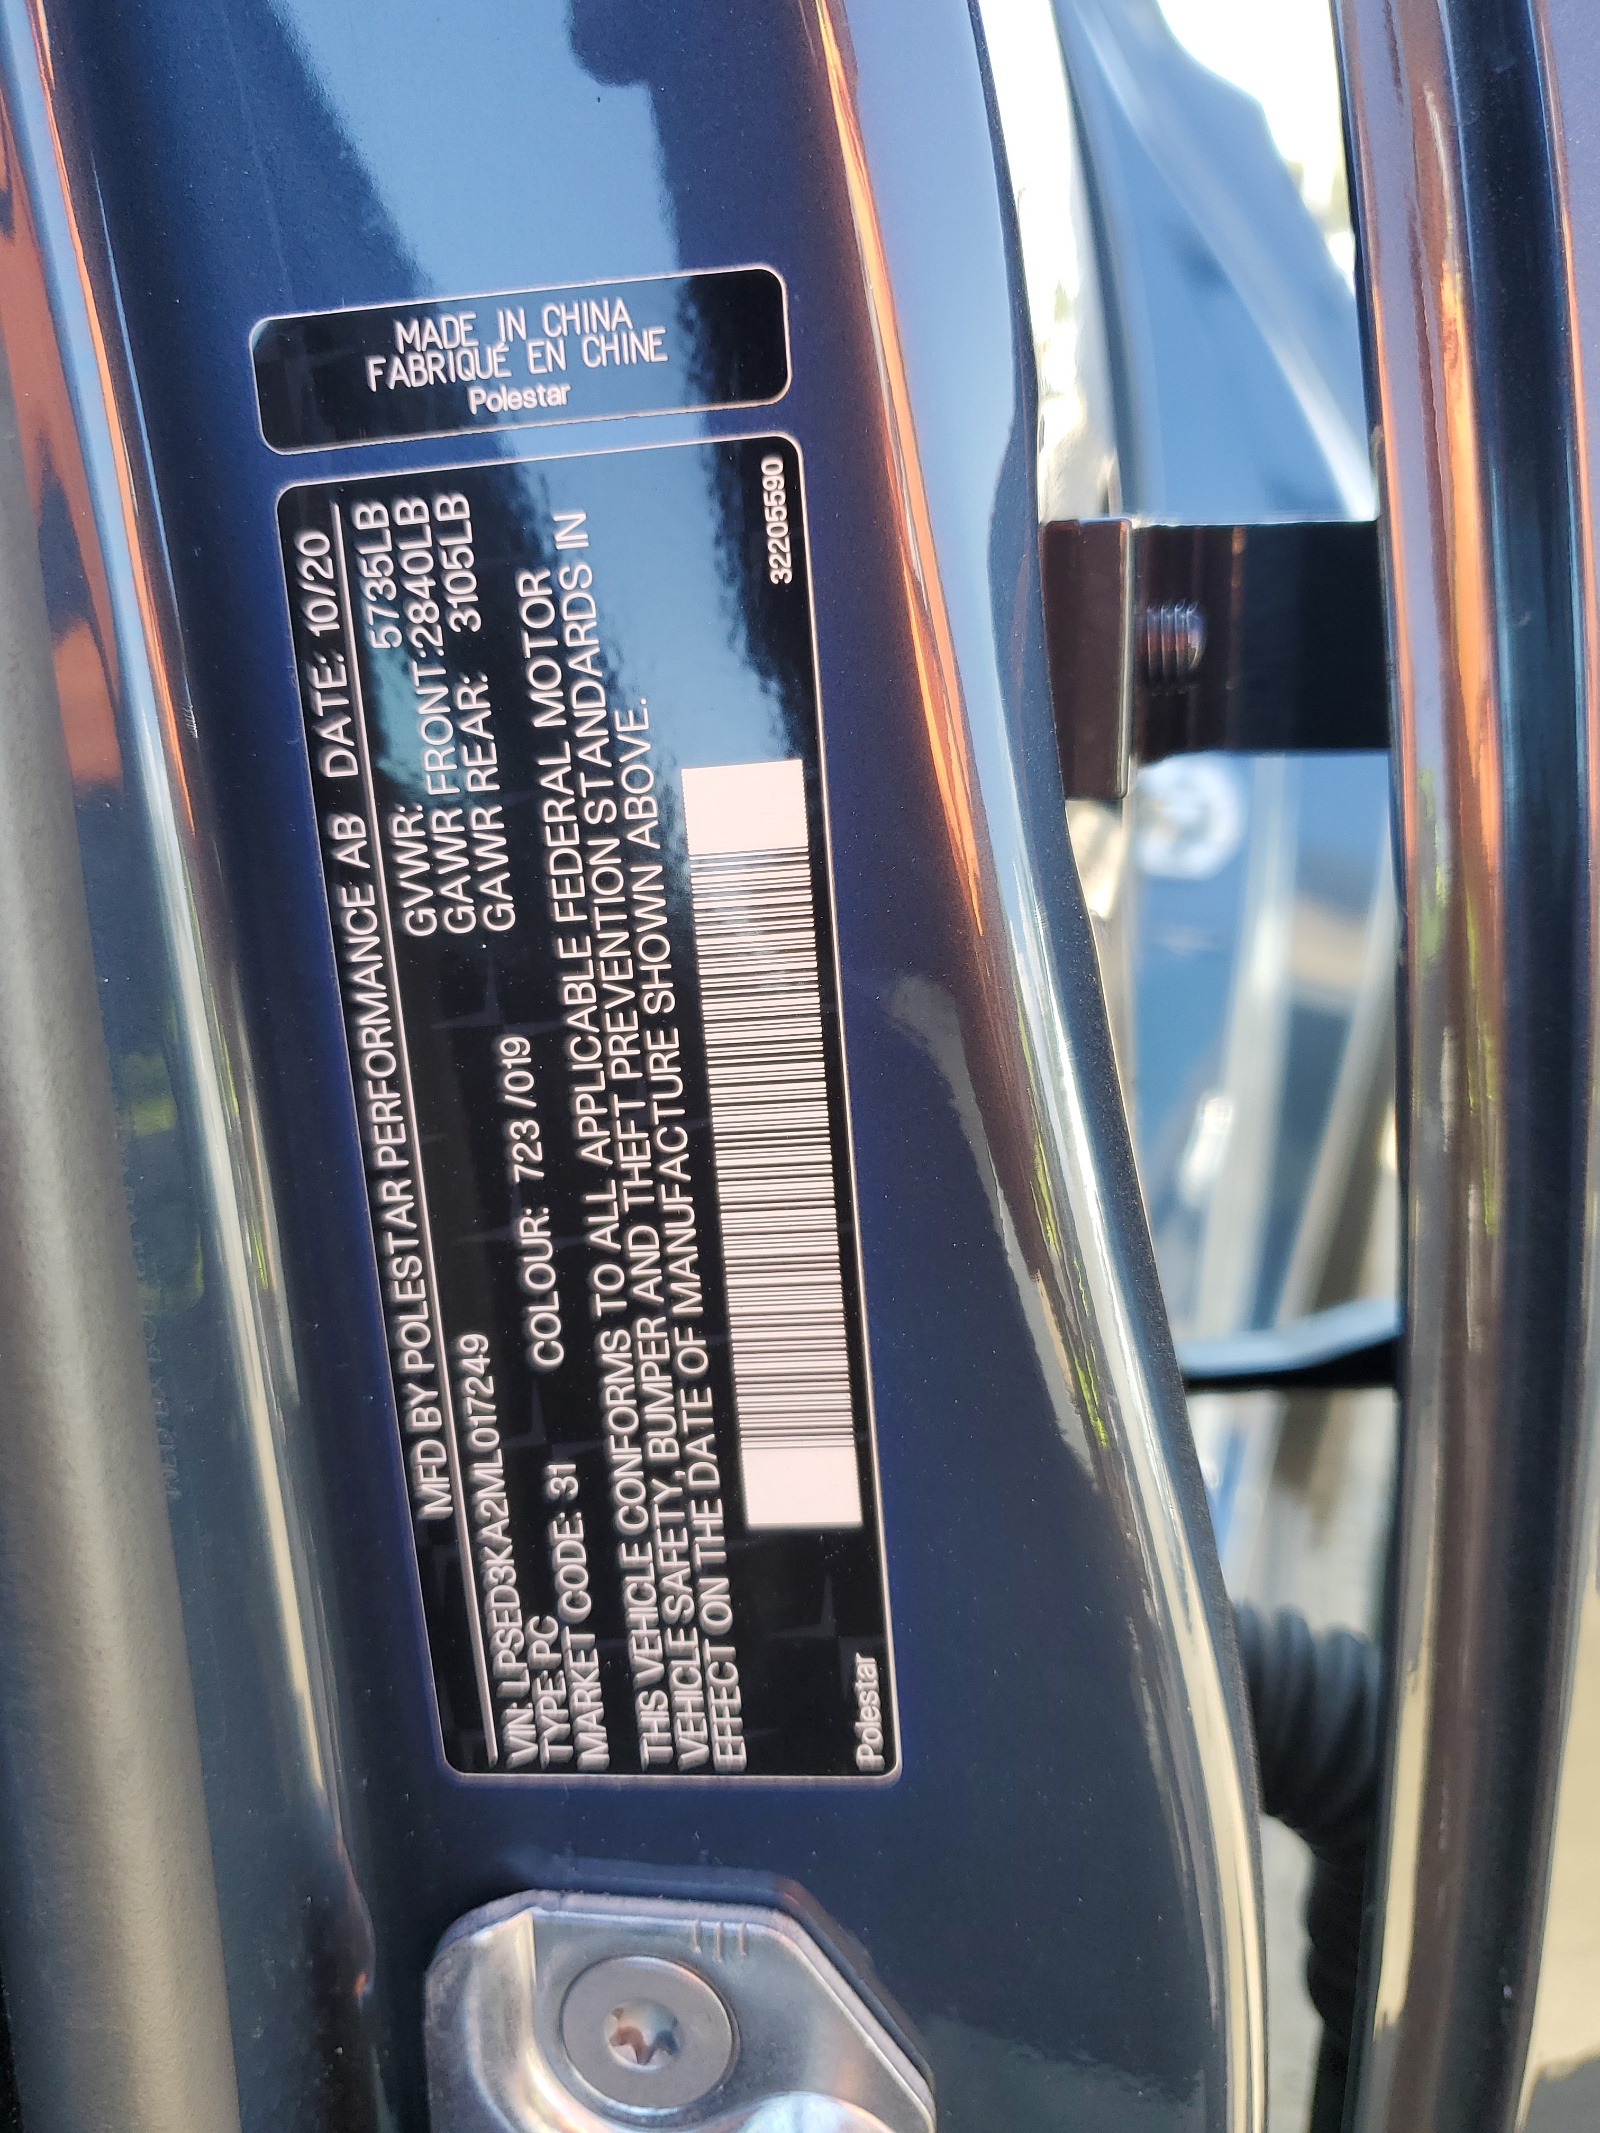 MADE IN CHINA
FABRIQUÉ EN CHINE
Polestar
MFD BY POLESTAR PERFORMANCE AB DATE: 10/20
GVWR: 5735LB
GAWR FRONT:2840LB
GAWR REAR: 3105LB
VIN: LPSED3KA2ML017249
TYPE: PC
MARKET CODE: 31 COLOUR: 723 /019
THIS VEHICLE CONFORMS TO ALL APPLICABLE FEDERAL MOTOR
VEHICLE SAFETY, BUMPER AND THEFT PREVENTION STANDARDS IN
EFFECT ON THE DATE OF MANUFACTURE SHOWN ABOVE.
Polestar
32205590